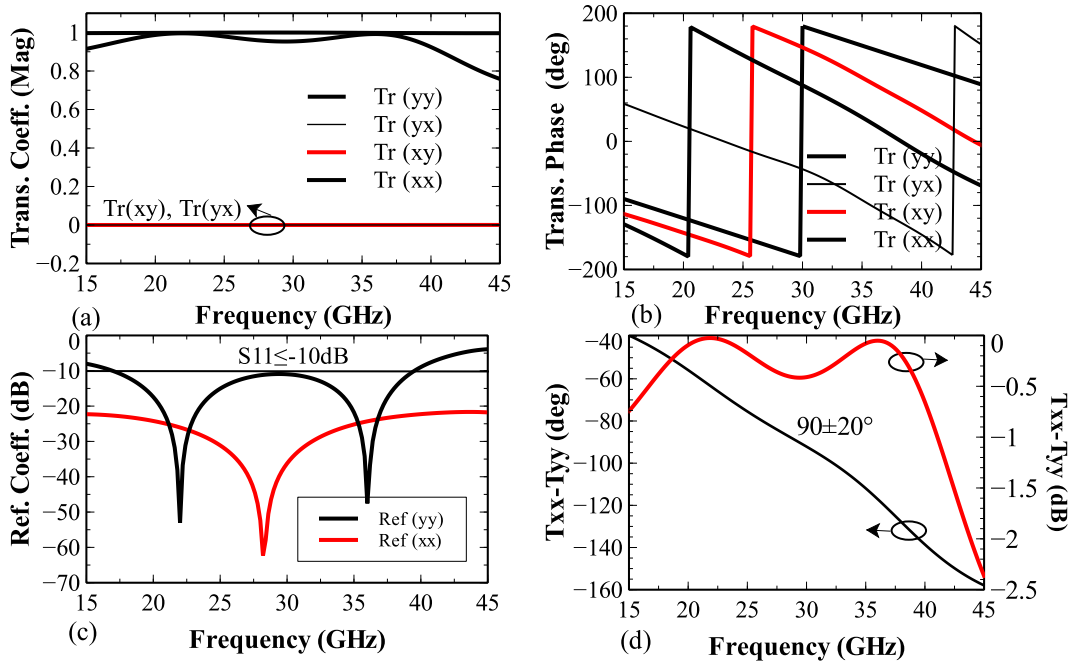 Trans. Coeff. (Mag)
1
0.8
0.6
0.4
0.2
0
−0.2
Tr (yy)
Tr (yx)
Tr (xy)
Tr (xx)
Tr(xy), Tr(yx)
15 20 25 30 35 40 45
(a)
Frequency (GHz)
Trans. Phase (deg)
200
100
0
−100
−200
Tr (yy)
Tr (yx)
Tr (xy)
Tr (xx)
15 20 25 30 35 40 45
(b)
Frequency (GHz)
Ref. Coeff. (dB)
0
−10
−20
−30
−40
−50
−60
−70
S11≤-10dB
Ref (yy)
Ref (xx)
15 20 25 30 35 40 45
(c)
Frequency (GHz)
Txx-Tyy (deg)
−40
−60
−80
−100
−120
−140
−160
90±20°
0
−0.5
−1
−1.5
−2
−2.5
Txx-Tyy (dB)
15 20 25 30 35 40 45
(d)
Frequency (GHz)